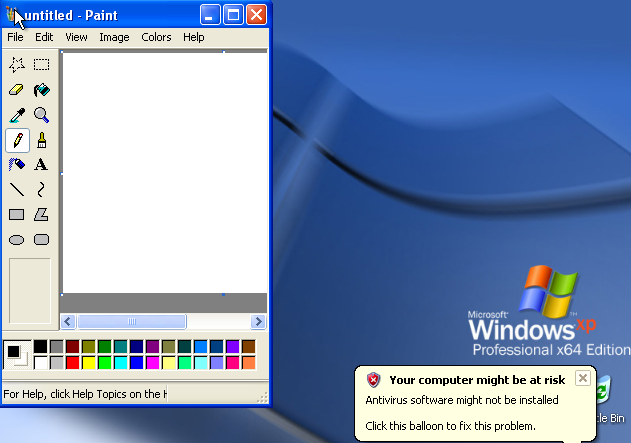 untitled - Paint
File Edit View Image Colors Help
A
For Help, click Help Topics on the H
Microsoft
Windows xp
Professional x64 Edition
Your computer might be at risk
Antivirus software might not be installed
Click this balloon to fix this problem.
cle Bin